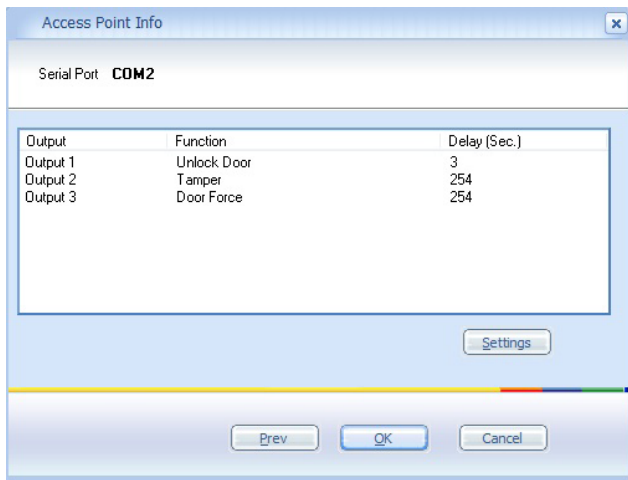 Access Point Info
Serial Port COM2
Output Function Delay (Sec.)
Output 1 Unlock Door 3
Output 2 Tamper 254
Output 3 Door Force 254
Settings
Prev OK Cancel